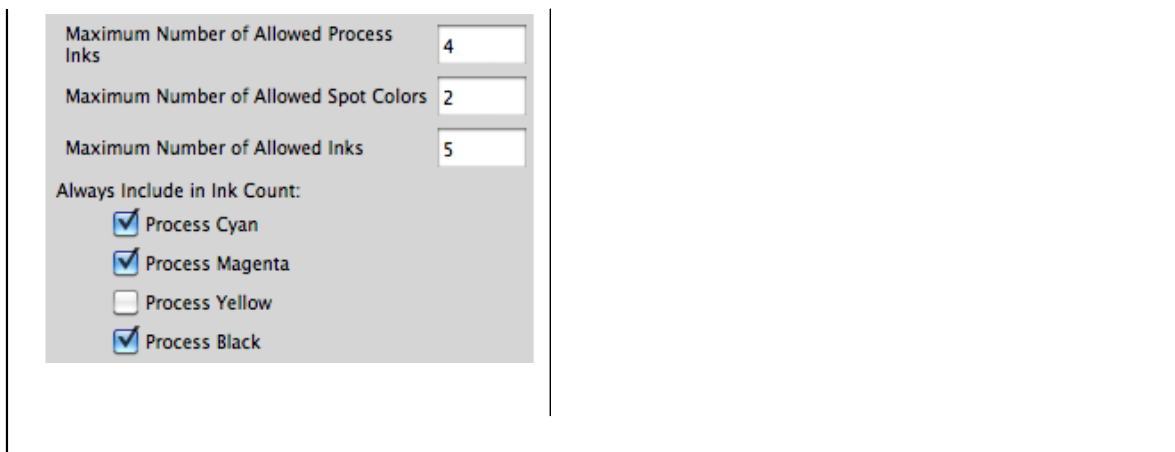 Maximum Number of Allowed Process
Inks
4
Maximum Number of Allowed Spot Colors 2
Maximum Number of Allowed Inks 5
Always Include in Ink Count:
Process Cyan
Process Magenta
Process Yellow
Process Black